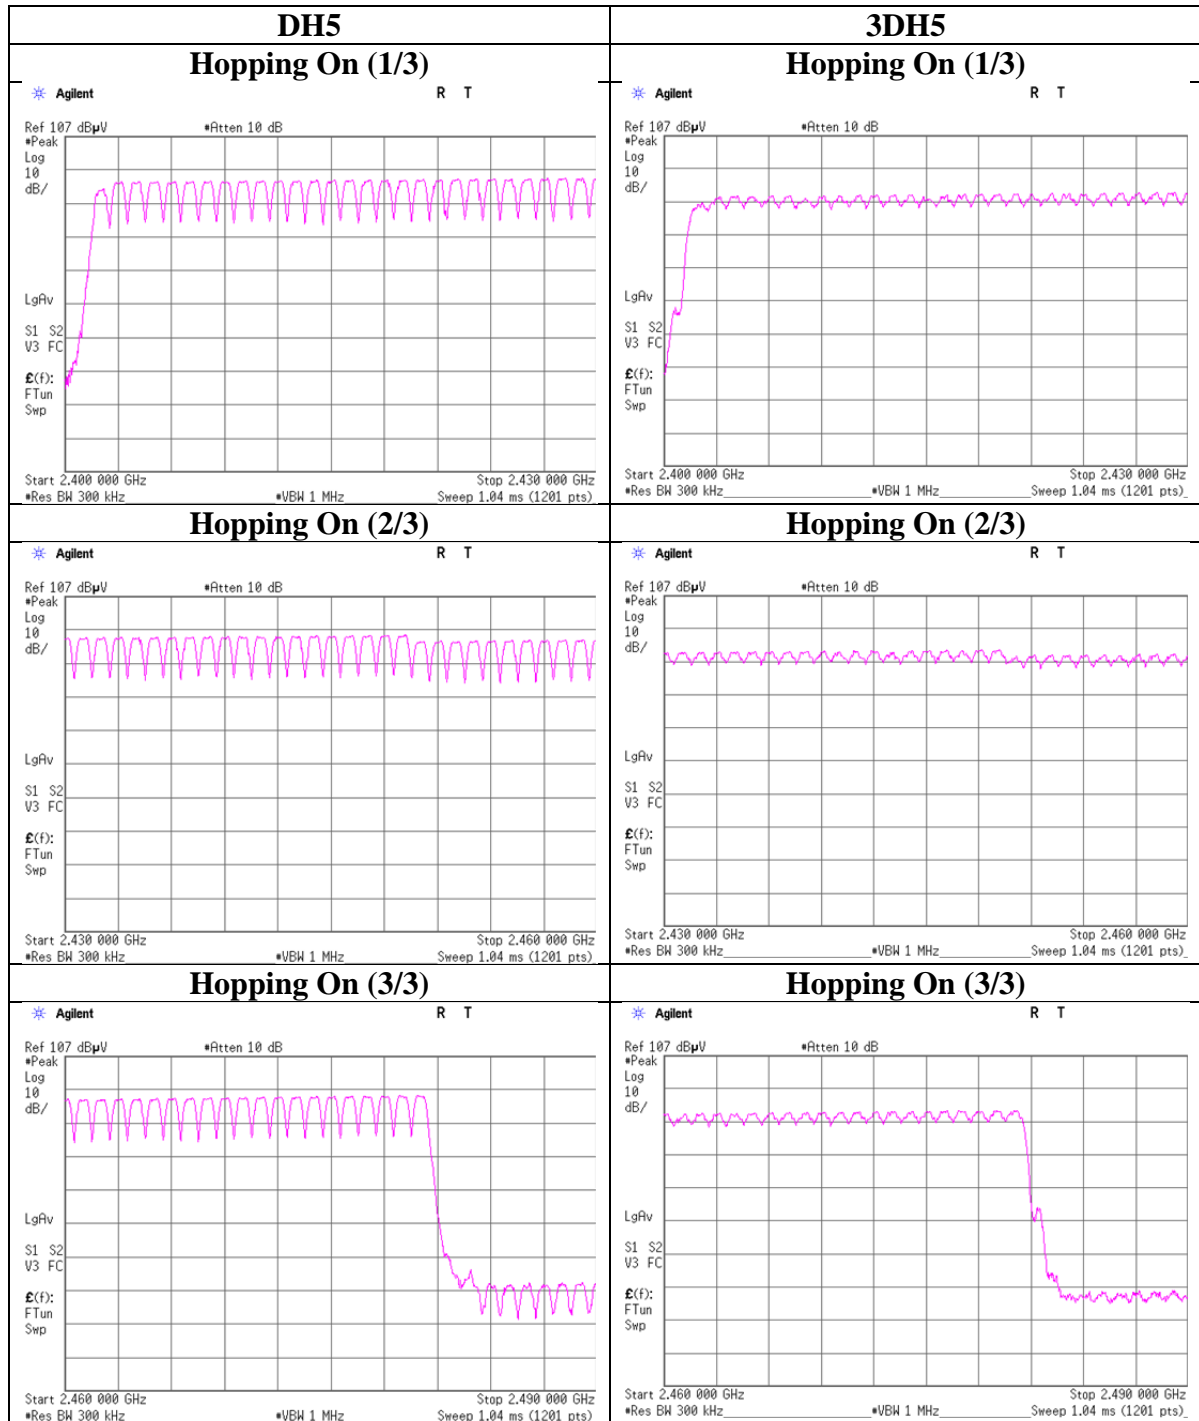 DH5
3DH5
Hopping On (1/3)
Hopping On (1/3)
Agilent R T
Ref 107 dBµV #Atten 10 dB
#Peak
Log
10
dB/
LgAv
S1 S2
V3 FC
£(f):
FTun
Swp
Start 2.400 000 GHz Stop 2.430 000 GHz
#Res BW 300 kHz #VBW 1 MHz Sweep 1.04 ms (1201 pts)
Agilent R T
Ref 107 dBµV #Atten 10 dB
#Peak
Log
10
dB/
LgAv
S1 S2
V3 FC
£(f):
FTun
Swp
Start 2.400 000 GHz Stop 2.430 000 GHz
#Res BW 300 kHz #VBW 1 MHz Sweep 1.04 ms (1201 pts)
Hopping On (2/3)
Hopping On (2/3)
Agilent R T
Ref 107 dBµV #Atten 10 dB
#Peak
Log
10
dB/
LgAv
S1 S2
V3 FC
£(f):
FTun
Swp
Start 2.430 000 GHz Stop 2.460 000 GHz
#Res BW 300 kHz #VBW 1 MHz Sweep 1.04 ms (1201 pts)
Agilent R T
Ref 107 dBµV #Atten 10 dB
#Peak
Log
10
dB/
LgAv
S1 S2
V3 FC
£(f):
FTun
Swp
Start 2.430 000 GHz Stop 2.460 000 GHz
#Res BW 300 kHz #VBW 1 MHz Sweep 1.04 ms (1201 pts)
Hopping On (3/3)
Hopping On (3/3)
Agilent R T
Ref 107 dBµV #Atten 10 dB
#Peak
Log
10
dB/
LgAv
S1 S2
V3 FC
£(f):
FTun
Swp
Start 2.460 000 GHz Stop 2.490 000 GHz
#Res BW 300 kHz #VBW 1 MHz Sweep 1.04 ms (1201 pts)
Agilent R T
Ref 107 dBµV #Atten 10 dB
#Peak
Log
10
dB/
LgAv
S1 S2
V3 FC
£(f):
FTun
Swp
Start 2.460 000 GHz Stop 2.490 000 GHz
#Res BW 300 kHz #VBW 1 MHz Sweep 1.04 ms (1201 pts)